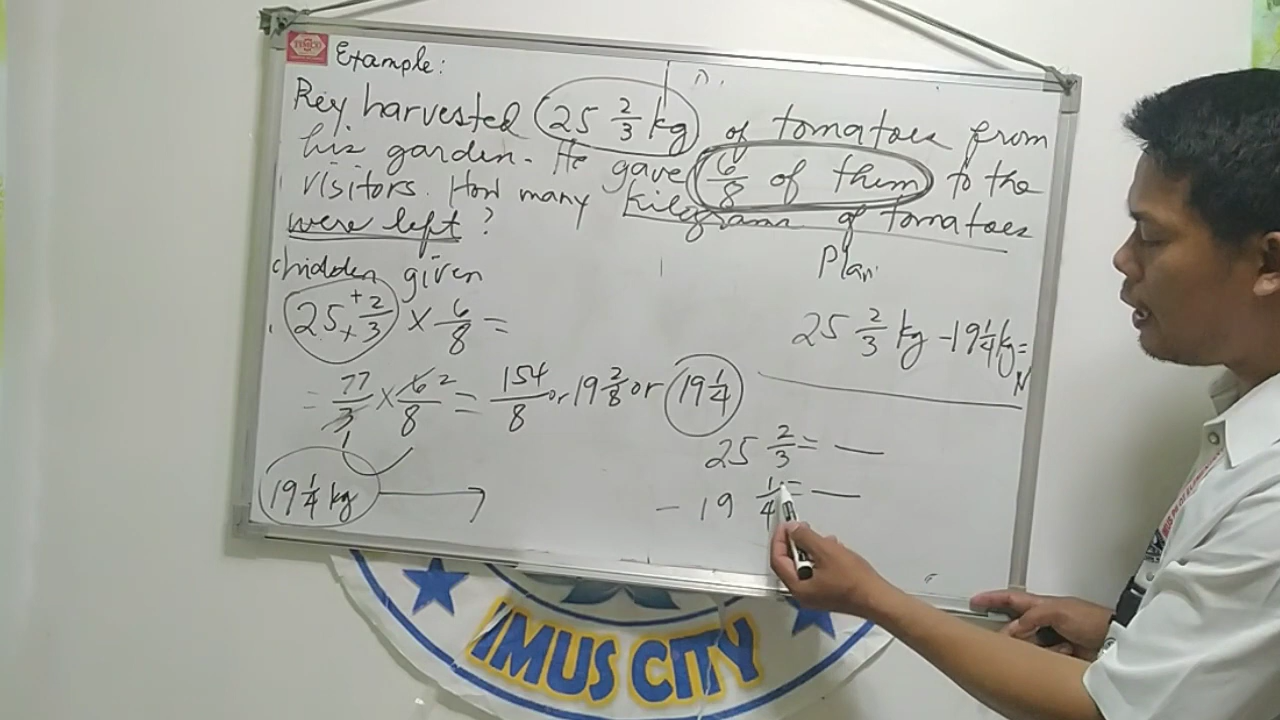 Example:
Rey harvested 25 2/3 kg of tomatoes from
his garden. He gave 6/8 of them to the
visitors. How many kilograms of tomatoes
were left?
hidden given
Plan:
25 + 2/3 × 6/8 =
25 2/3 kg - 19 1/4 kg = N
= 77/3 × 6/8 2 = 154/8 or 19 2/8 or 19 1/4
1
25 2/3 = —
- 19 1/4 = —
19 1/4 kg →
IMUS CITY